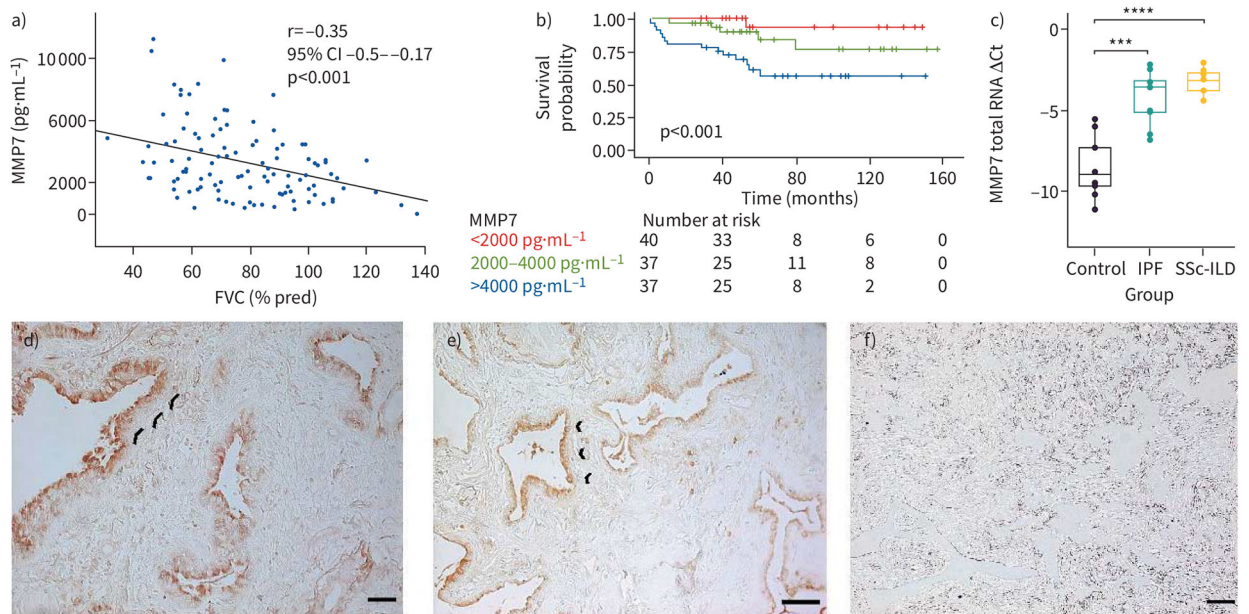 a)
r=−0.35
95% CI −0.5−−0.17
p<0.001
MMP7 (pg·mL−1)
10000
6000
2000
0
40 60 80 100 120 140
FVC (% pred)
b)
Survival
probability
1.00
0.75
0.50
0.25
0.00
p<0.001
0 40 80 120 160
Time (months)
MMP7 Number at risk
<2000 pg·mL−1 40 33 8 6 0
2000–4000 pg·mL−1 37 25 11 8 0
>4000 pg·mL−1 37 25 8 2 0
c)
****
***
MMP7 total RNA ΔCt
0
−5
−10
Control IPF SSc-ILD
Group
d)
e)
f)